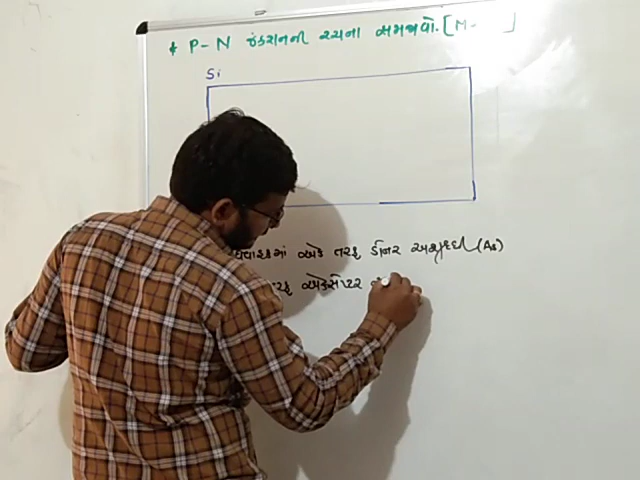 * P-N જંકશનની રચના સમજાવો. [M-    ]
Si
એક તરફ ડોનર અશુદ્ધી (As)
તરફ એક્સેપ્ટર